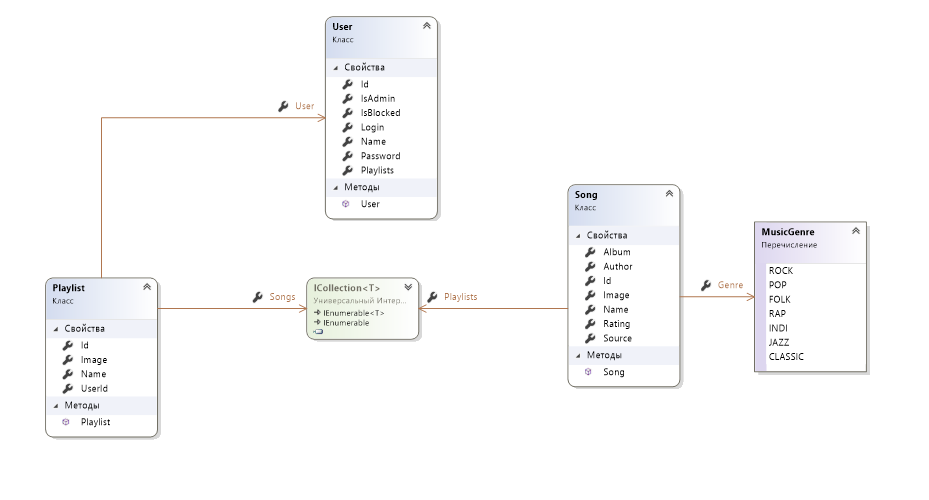 User
Класс
Свойства
Id
IsAdmin
IsBlocked
Login
Name
Password
Playlists
Методы
User
User
Song
Класс
Свойства
Album
Author
Id
Image
Name
Rating
Source
Методы
Song
MusicGenre
Перечисление
ROCK
POP
FOLK
RAP
INDI
JAZZ
CLASSIC
Genre
Playlist
Класс
Свойства
Id
Image
Name
UserId
Методы
Playlist
Songs
ICollection<T>
Универсальный Интер...
IEnumerable<T>
IEnumerable
Playlists